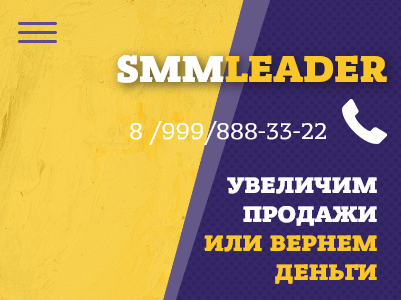 SMMLEADER
8 /999/888-33-22
УВЕЛИЧИМ
ПРОДАЖИ
ИЛИ ВЕРНЕМ
ДЕНЬГИ